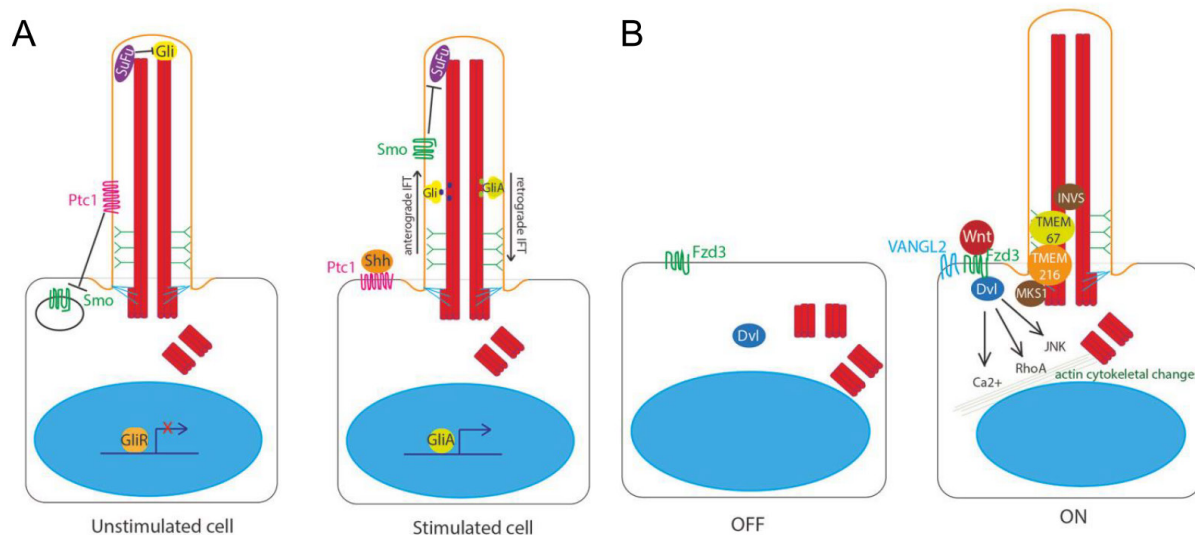 A
SuFu
Gli
Ptc1
Smo
GliR
X
Unstimulated cell
SuFu
Smo
anterograde IFT
Gli
GliA
retrograde IFT
Shh
Ptc1
GliA
Stimulated cell
B
Fzd3
Dvl
OFF
INVS
TMEM
67
Wnt
VANGL2
Fzd3
TMEM
216
Dvl
MKS1
JNK
RhoA
Ca2+
actin cytokeletal change
ON